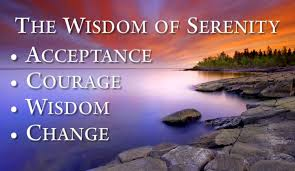 The Wisdom of Serenity
• Acceptance
• Courage
• Wisdom
• Change